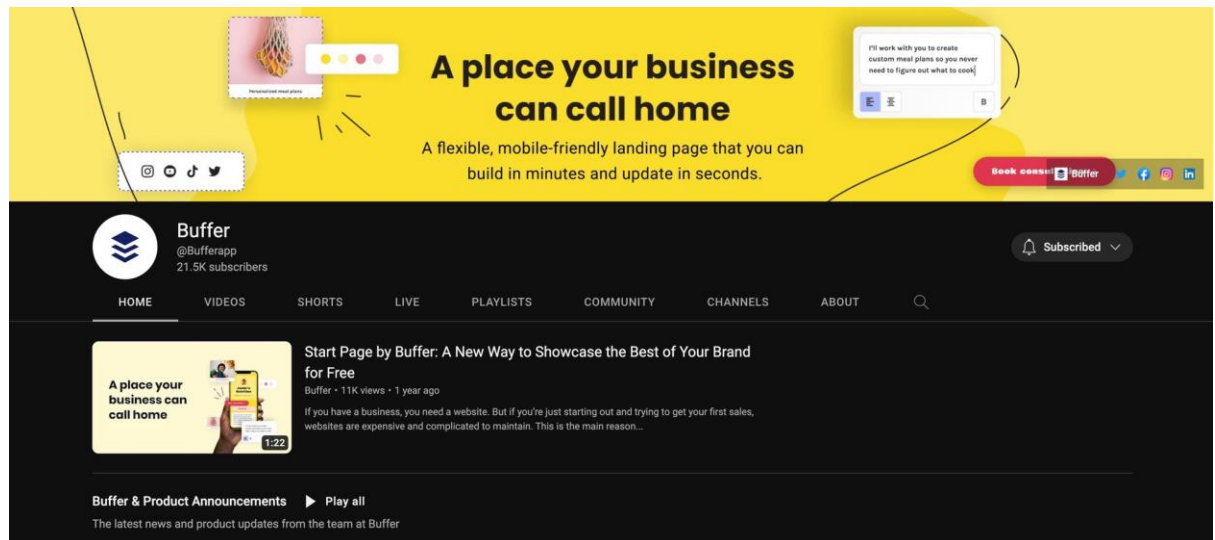 A place your business
can call home
A flexible, mobile-friendly landing page that you can
build in minutes and update in seconds.
Personalized meal plans
I'll work with you to create
custom meal plans so you never
need to figure out what to cook
B
Book
Buffer
Buffer
@Bufferapp
21.5K subscribers
Subscribed
HOME VIDEOS SHORTS LIVE PLAYLISTS COMMUNITY CHANNELS ABOUT
A place your
business can
call home
1:22
Start Page by Buffer: A New Way to Showcase the Best of Your Brand
for Free
Buffer • 11K views • 1 year ago
If you have a business, you need a website. But if you're just starting out and trying to get your first sales,
websites are expensive and complicated to maintain. This is the main reason...
Buffer & Product Announcements Play all
The latest news and product updates from the team at Buffer